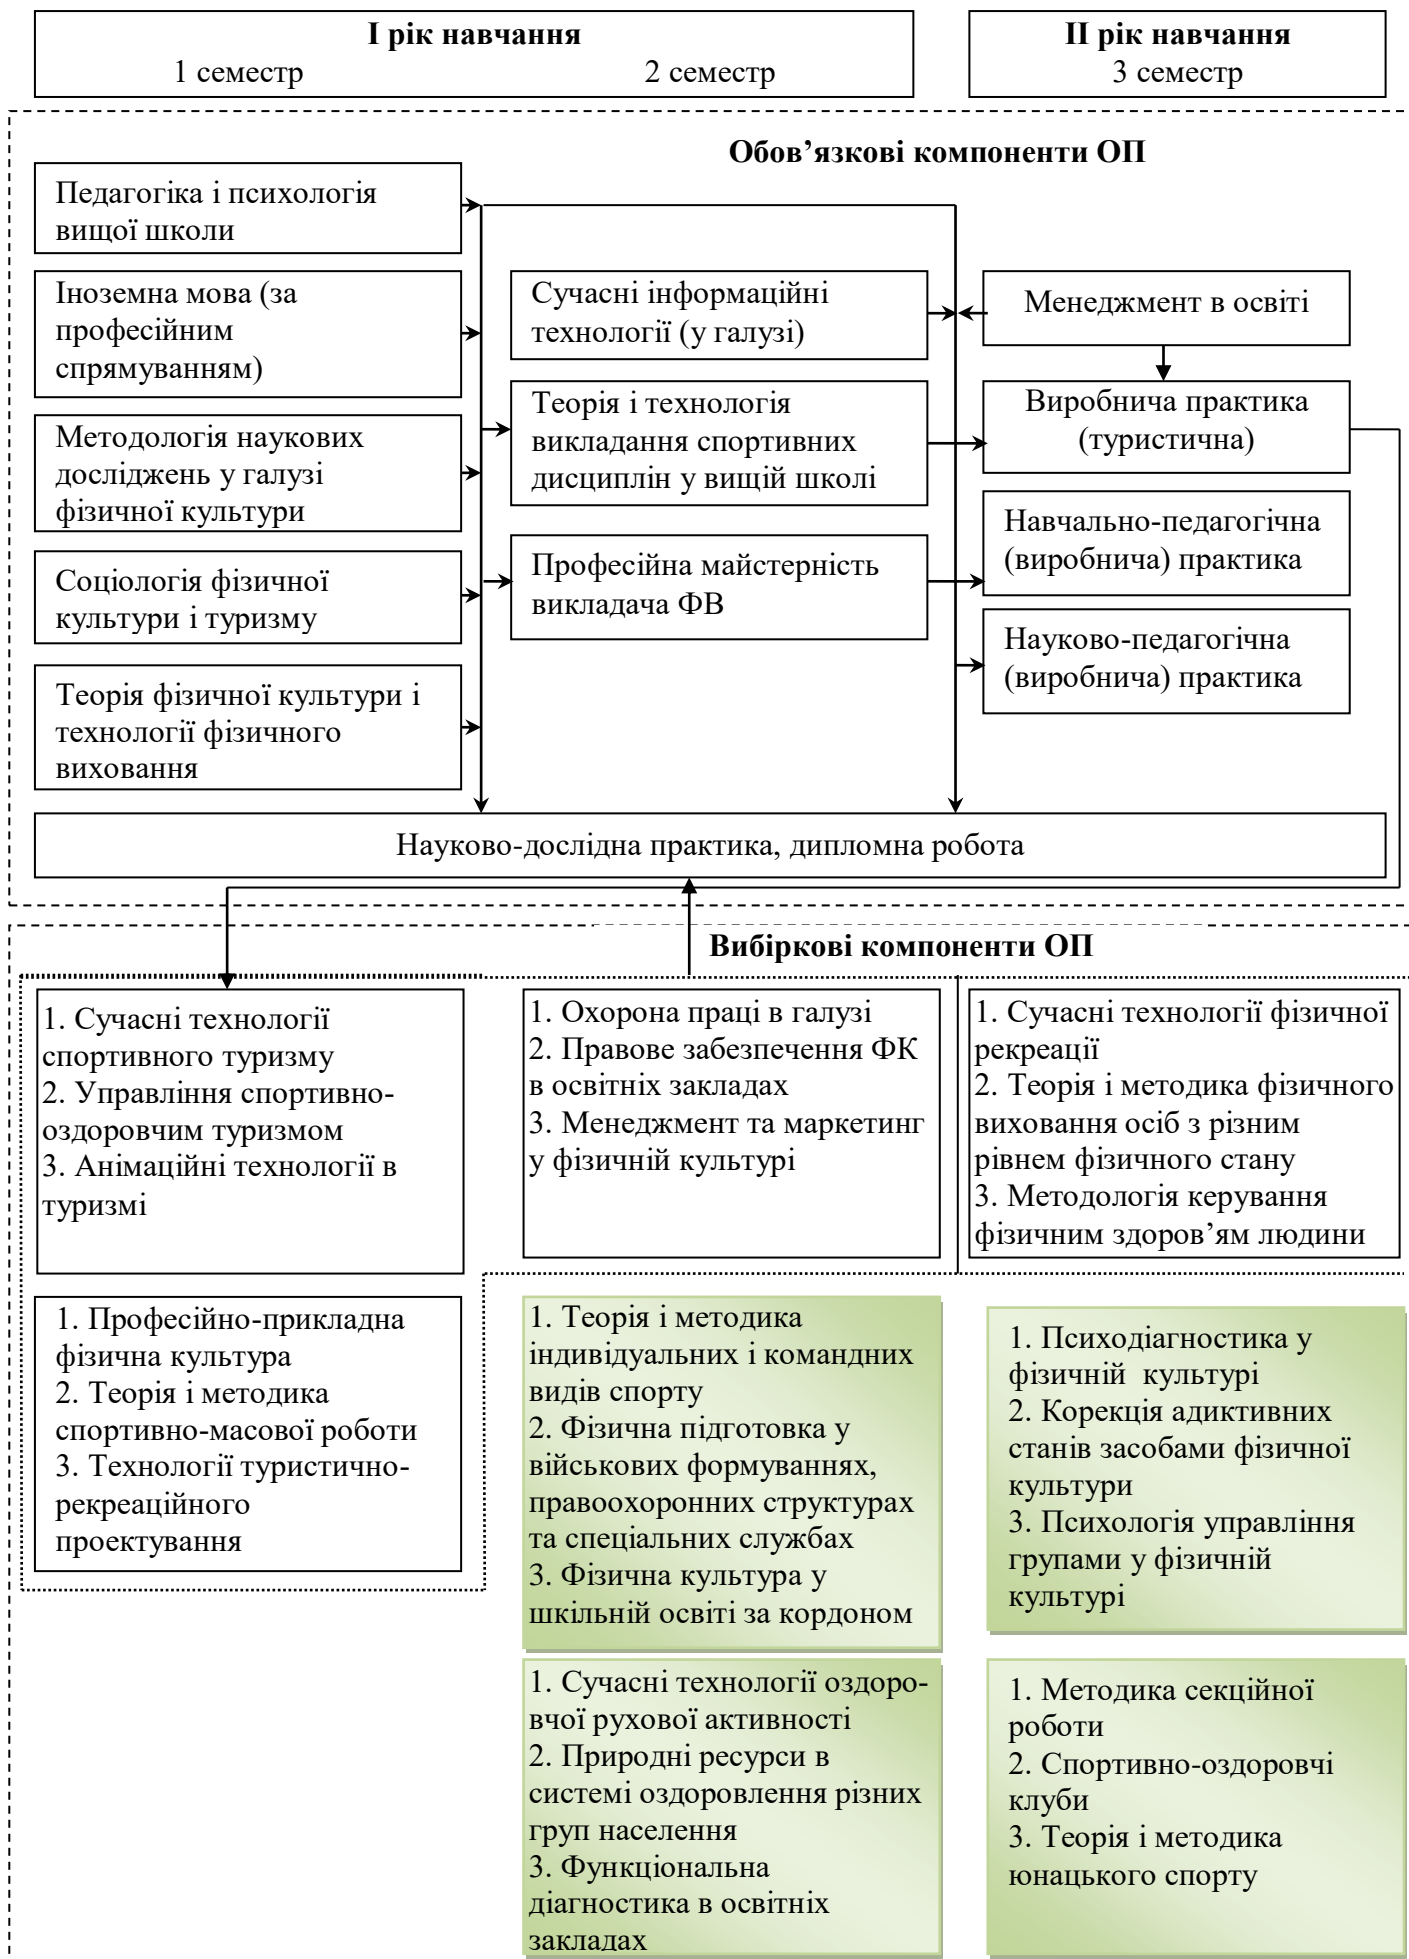 І рік навчання
1 семестр
2 семестр
ІІ рік навчання
3 семестр
Обов’язкові компоненти ОП
Педагогіка і психологія
вищої школи
Іноземна мова (за
професійним
спрямуванням)
Методологія наукових
досліджень у галузі
фізичної культури
Соціологія фізичної
культури і туризму
Теорія фізичної культури і
технології фізичного
виховання
Сучасні інформаційні
технології (у галузі)
Теорія і технологія
викладання спортивних
дисциплін у вищій школі
Професійна майстерність
викладача ФВ
Менеджмент в освіті
Виробнича практика
(туристична)
Навчально-педагогічна
(виробнича) практика
Науково-педагогічна
(виробнича) практика
Науково-дослідна практика, дипломна робота
Вибіркові компоненти ОП
1. Сучасні технології
спортивного туризму
2. Управління спортивно-
оздоровчим туризмом
3. Анімаційні технології в
туризмі
1. Охорона праці в галузі
2. Правове забезпечення ФК
в освітніх закладах
3. Менеджмент та маркетинг
у фізичній культурі
1. Сучасні технології фізичної
рекреації
2. Теорія і методика фізичного
виховання осіб з різним
рівнем фізичного стану
3. Методологія керування
фізичним здоров’ям людини
1. Професійно-прикладна
фізична культура
2. Теорія і методика
спортивно-масової роботи
3. Технології туристично-
рекреаційного
проектування
1. Теорія і методика
індивідуальних і командних
видів спорту
2. Фізична підготовка у
військових формуваннях,
правоохоронних структурах
та спеціальних службах
3. Фізична культура у
шкільній освіті за кордоном
1. Психодіагностика у
фізичній культурі
2. Корекція адиктивних
станів засобами фізичної
культури
3. Психологія управління
групами у фізичній
культурі
1. Сучасні технології оздоро-
вчої рухової активності
2. Природні ресурси в
системі оздоровлення різних
груп населення
3. Функціональна
діагностика в освітніх
закладах
1. Методика секційної
роботи
2. Спортивно-оздоровчі
клуби
3. Теорія і методика
юнацького спорту